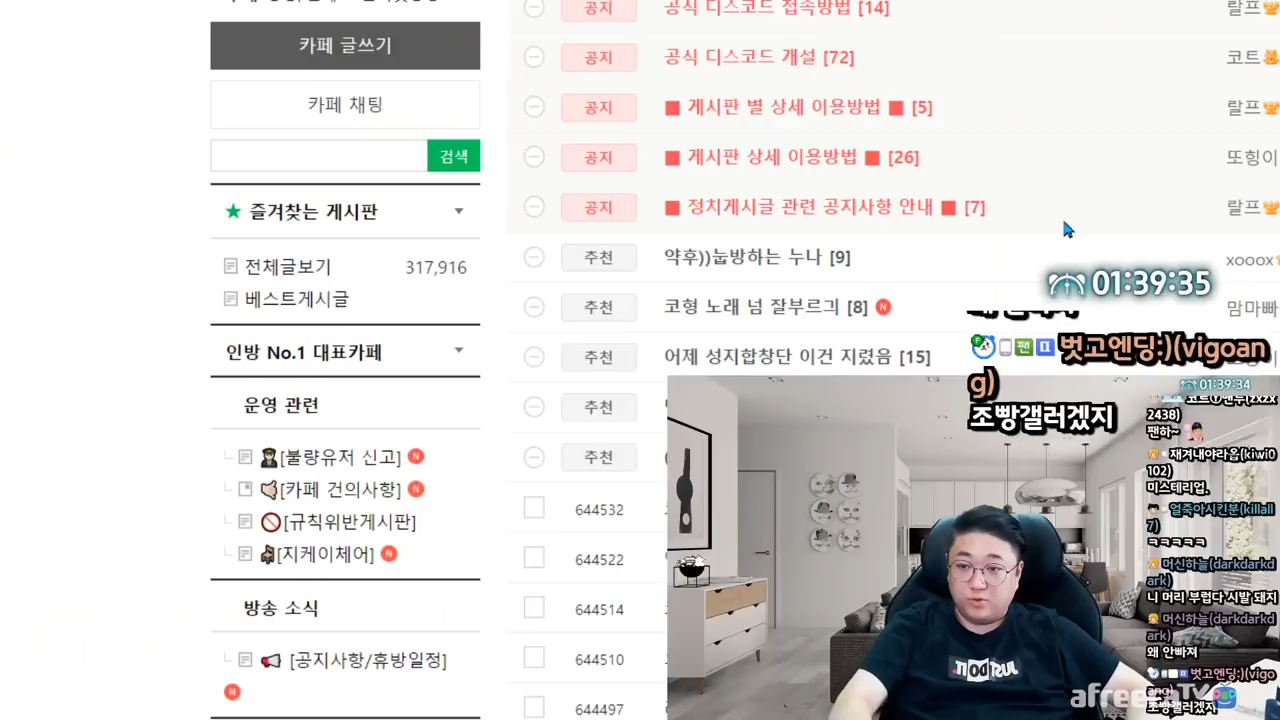 카페 글쓰기
카페 채팅
검색
★ 즐겨찾는 게시판
전체글보기 317,916
베스트게시글
인방 No.1 대표카페
운영 관련
[불량유저 신고] N
[카페 건의사항] N
[규칙위반게시판]
[지케이체어] N
방송 소식
[공지사항/휴방일정]
N
공지 공식 디스코드 접속방법 [14] 랄프
공지 공식 디스코드 개설 [72] 코트
공지 ■ 게시판 별 상세 이용방법 ■ [5] 랄프
공지 ■ 게시판 상세 이용방법 ■ [26] 또힝이
공지 ■ 정치게시글 관련 공지사항 안내 ■ [7] 랄프
추천 약후))눕방하는 누나 [9] xooox
추천 코형 노래 넘 잘부르긔 [8] N 맘마빠
추천 어제 성지합창단 이건 지렸음 [15]
추천
추천
644532
644522
644514
644510
644497
01:39:35
팬 벗고엔딩:)(vigoan
g)
조빵갤러겠지
01:39:34
2438)
팬하~
재겨내야라음(kiwi0
102)
미스테리업.
얼죽아시킨분(killall
7)
ㅋㅋㅋㅋㅋ
머신하늘(darkdarkd
ark)
니 머리 부럽다 시발 돼지
머신하늘(darkdarkd
ark)
왜 안빠져
벗고엔딩:)(vigo
조빵갤러겠지
afreecaTV